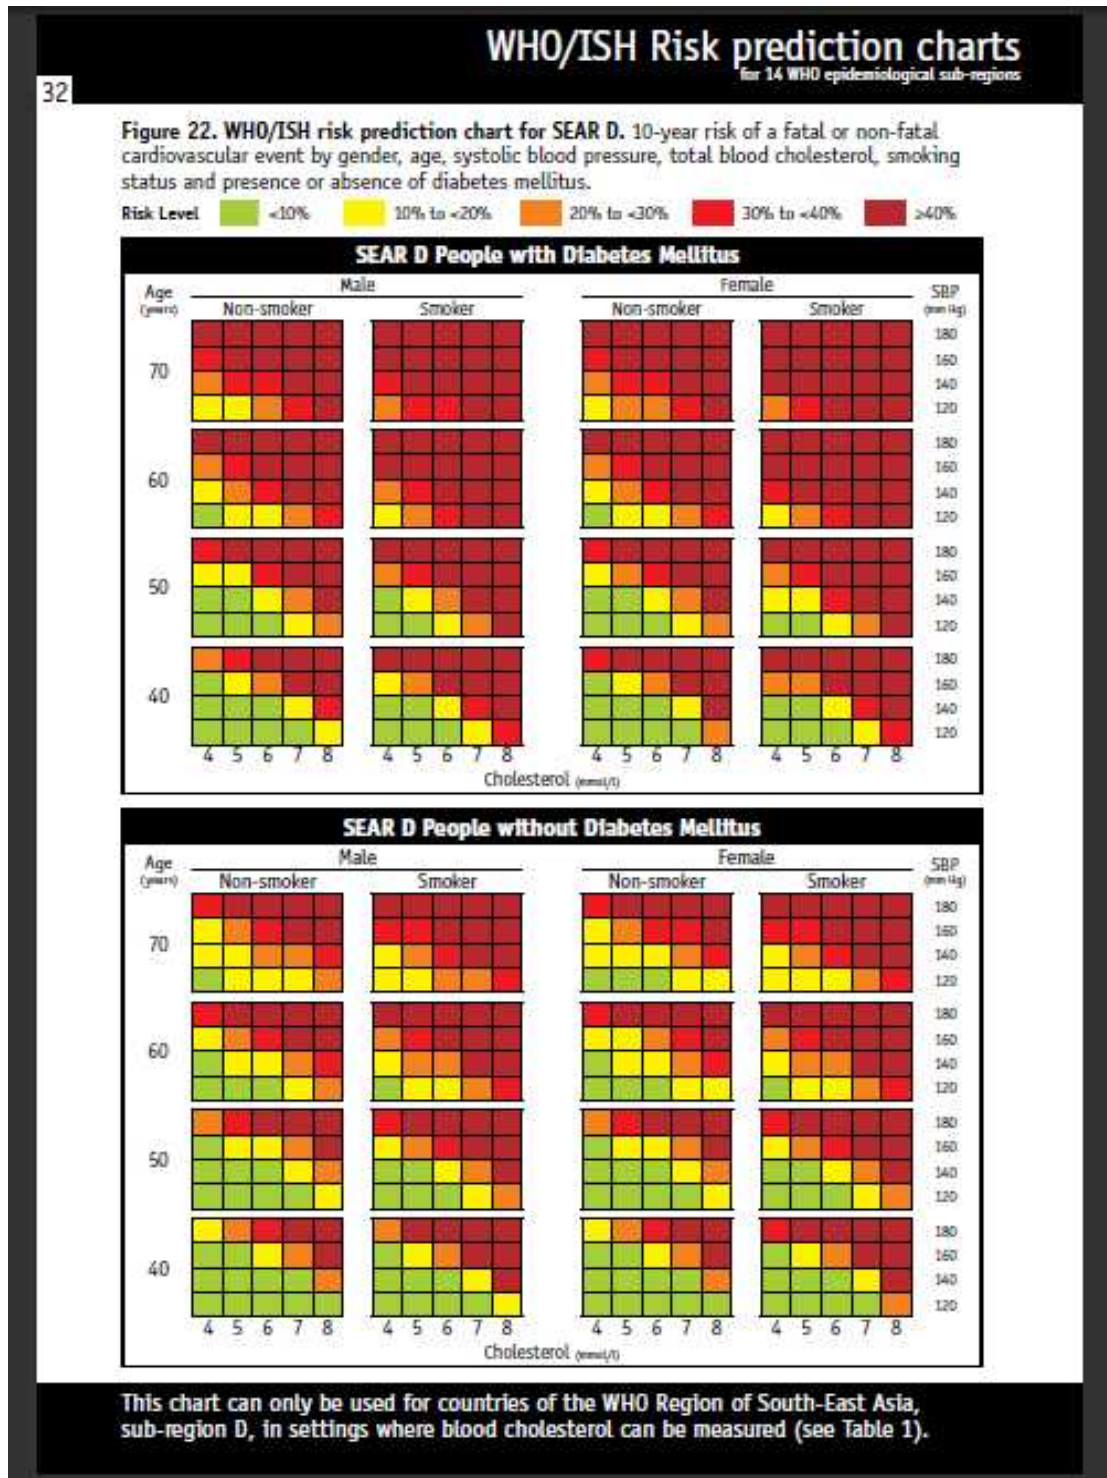 WHO/ISH Risk prediction charts
for 14 WHO epidemiological sub-regions
32
Figure 22. WHO/ISH risk prediction chart for SEAR D. 10-year risk of a fatal or non-fatal
cardiovascular event by gender, age, systolic blood pressure, total blood cholesterol, smoking
status and presence or absence of diabetes mellitus.
Risk Level <10% 10% to <20% 20% to <30% 30% to <40% ≥40%
SEAR D People with Diabetes Mellitus
Male Female
Age (years) Non-smoker Smoker Non-smoker Smoker SBP (mm Hg)
180
160
70
140
120
180
160
60
140
120
180
160
50
140
120
180
160
40
140
120
4 5 6 7 8 4 5 6 7 8 4 5 6 7 8 4 5 6 7 8
Cholesterol (mmol/l)
SEAR D People without Diabetes Mellitus
Male Female
Age (years) Non-smoker Smoker Non-smoker Smoker SBP (mm Hg)
180
160
70
140
120
180
160
60
140
120
180
160
50
140
120
180
160
40
140
120
4 5 6 7 8 4 5 6 7 8 4 5 6 7 8 4 5 6 7 8
Cholesterol (mmol/l)
This chart can only be used for countries of the WHO Region of South-East Asia,
sub-region D, in settings where blood cholesterol can be measured (see Table 1).